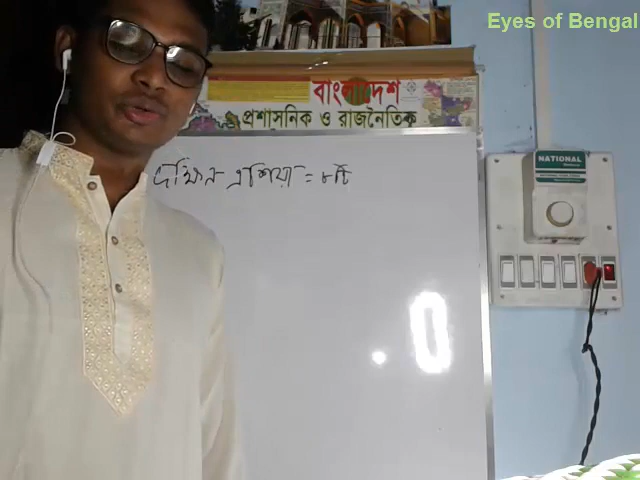 Eyes of Bengal
বাংলাদেশ
প্রশাসনিক ও রাজনৈতিক
দক্ষিন এশিয়া = ৮টি
NATIONAL